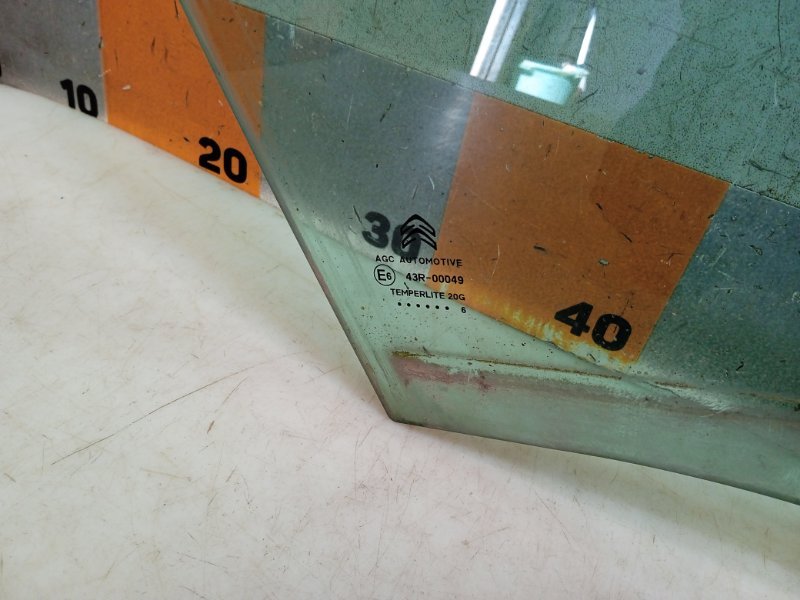 10
20
30
40
AGC AUTOMOTIVE
E6 43R-00049
TEMPERLITE 20G
...... 6